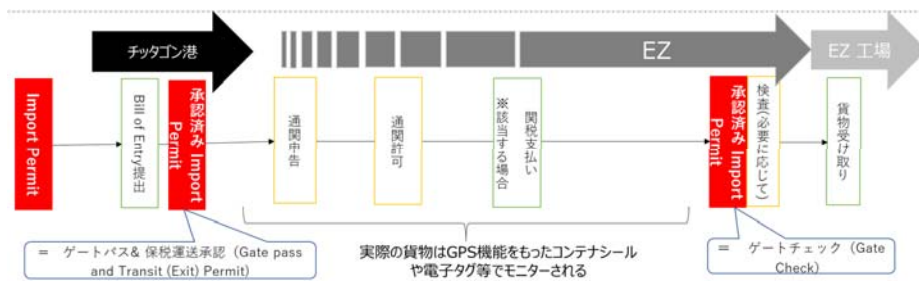 チッタゴン港
EZ
EZ 工場
Import Permit
Bill of Entry提出
承認済み Import
Permit
通関申告
通関許可
関税支払い
※該当する場合
承認済み Import
Permit
検査(必要に応じて)
貨物受け取り
= ゲートパス& 保税運送承認（Gate pass
and Transit (Exit) Permit)
実際の貨物はGPS機能をもったコンテナシール
や電子タグ等でモニターされる
= ゲートチェック（Gate
Check）